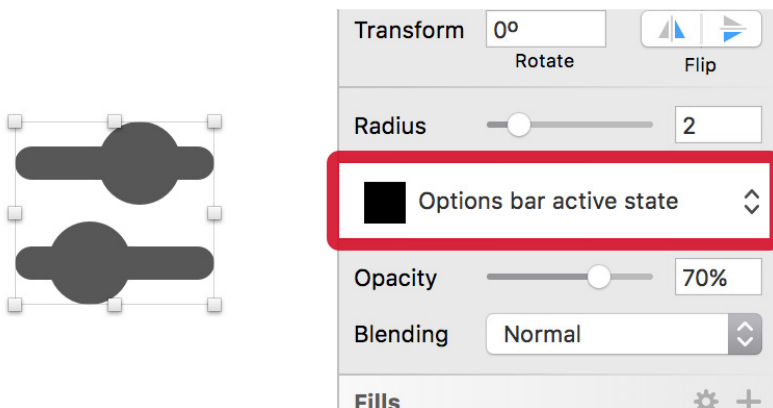 Transform 0º
Rotate Flip
Radius 2
Options bar active state
Opacity 70%
Blending Normal
Fills